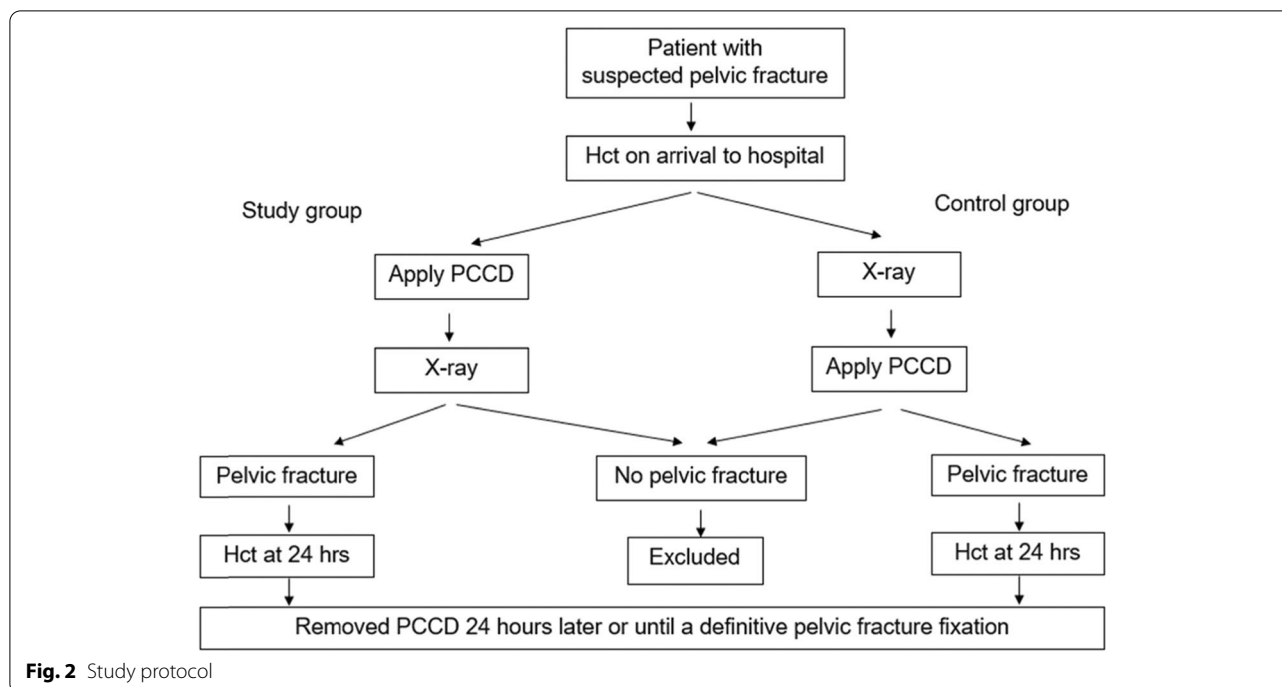 Patient with
suspected pelvic fracture
Hct on arrival to hospital
Study group
Control group
Apply PCCD
X-ray
X-ray
Apply PCCD
Pelvic fracture
No pelvic fracture
Pelvic fracture
Hct at 24 hrs
Excluded
Hct at 24 hrs
Removed PCCD 24 hours later or until a definitive pelvic fracture fixation
Fig. 2 Study protocol